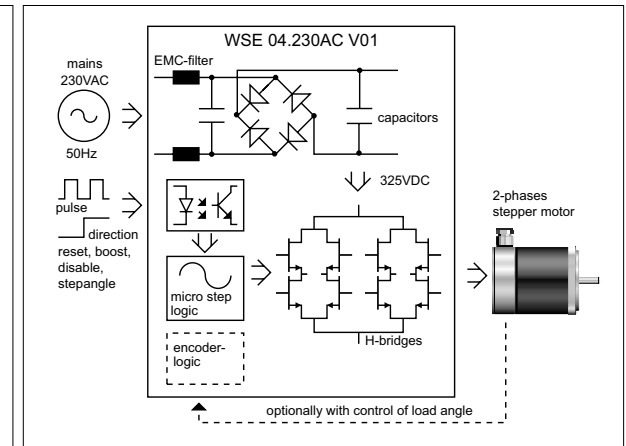 WSE 04.230AC V01
mains
230VAC
EMC-filter
50Hz
capacitors
325VDC
pulse
direction
reset, boost,
disable,
stepangle
2-phases
stepper motor
micro step
logic
encoder-
logic
H-bridges
optionally with control of load angle